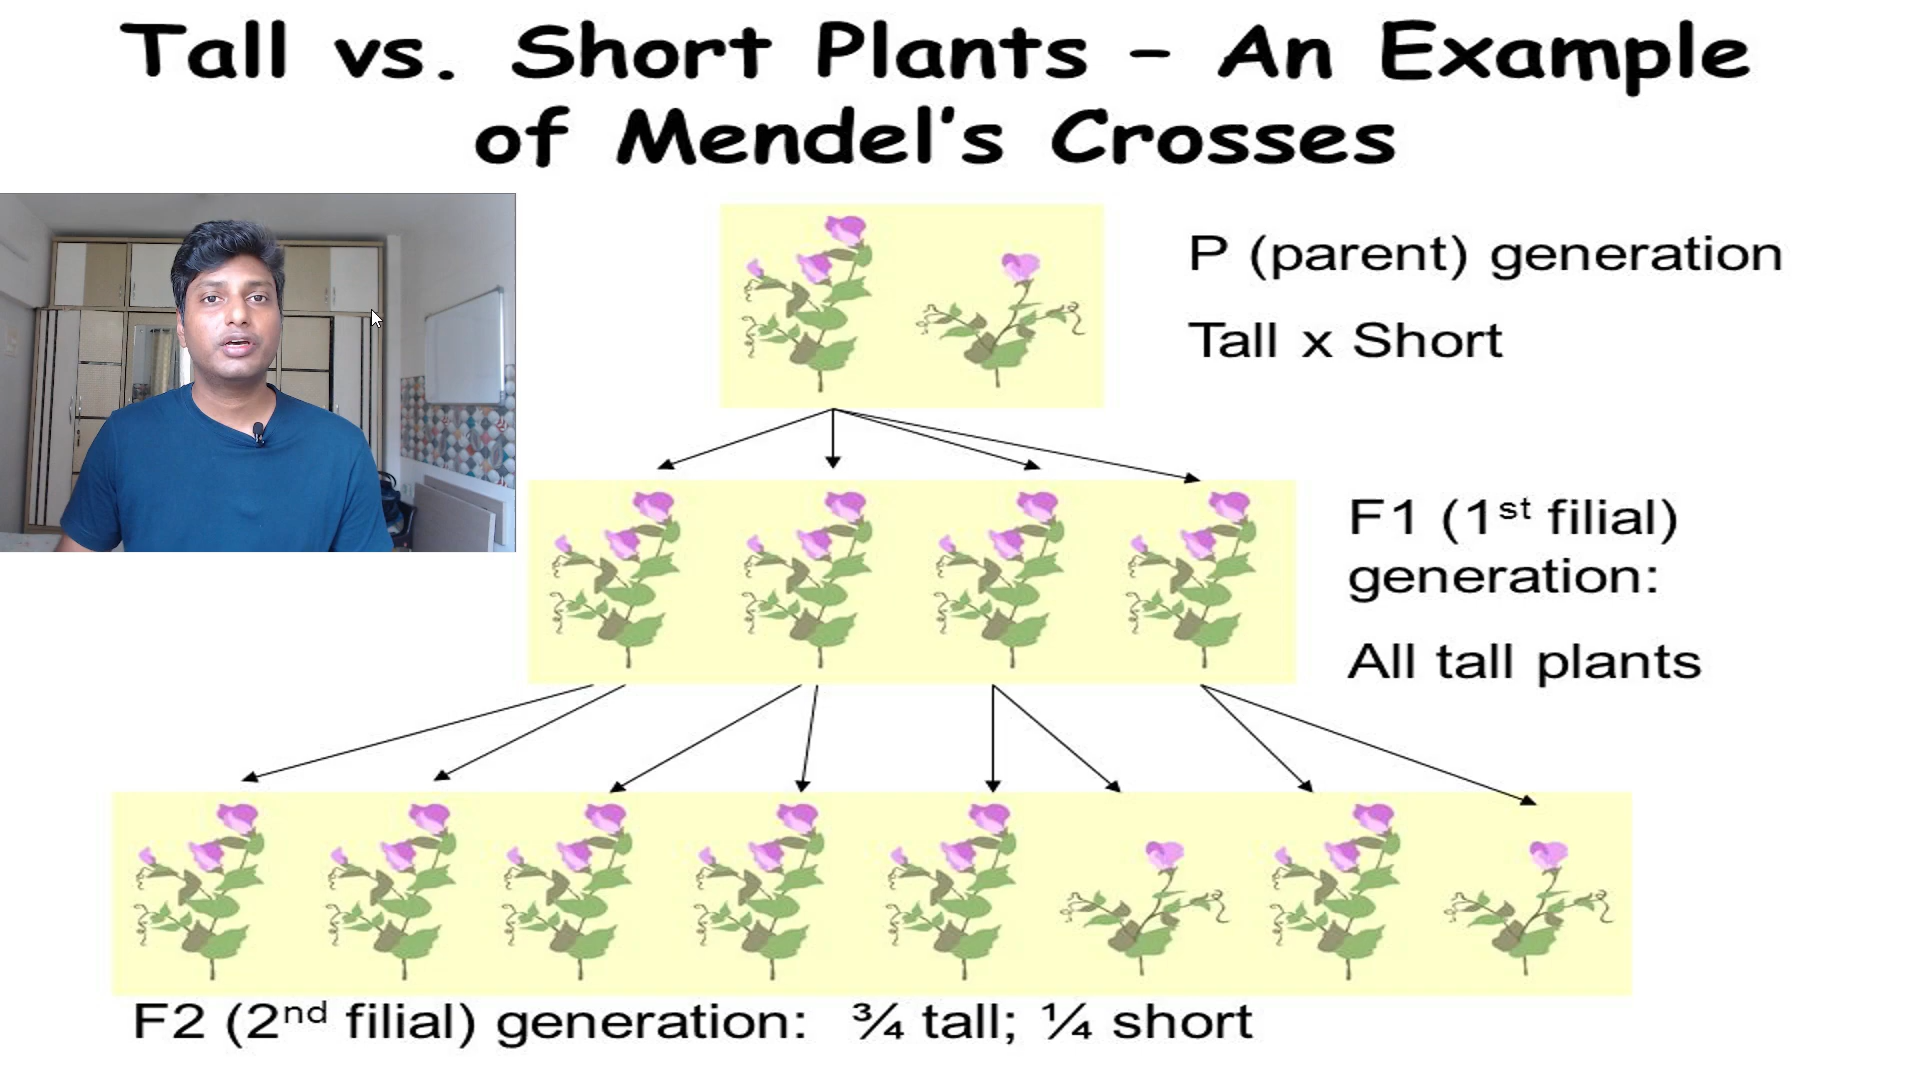 Tall vs. Short Plants – An Example
of Mendel's Crosses
P (parent) generation
Tall x Short
F1 (1st filial)
generation:
All tall plants
F2 (2nd filial) generation: ¾ tall; ¼ short